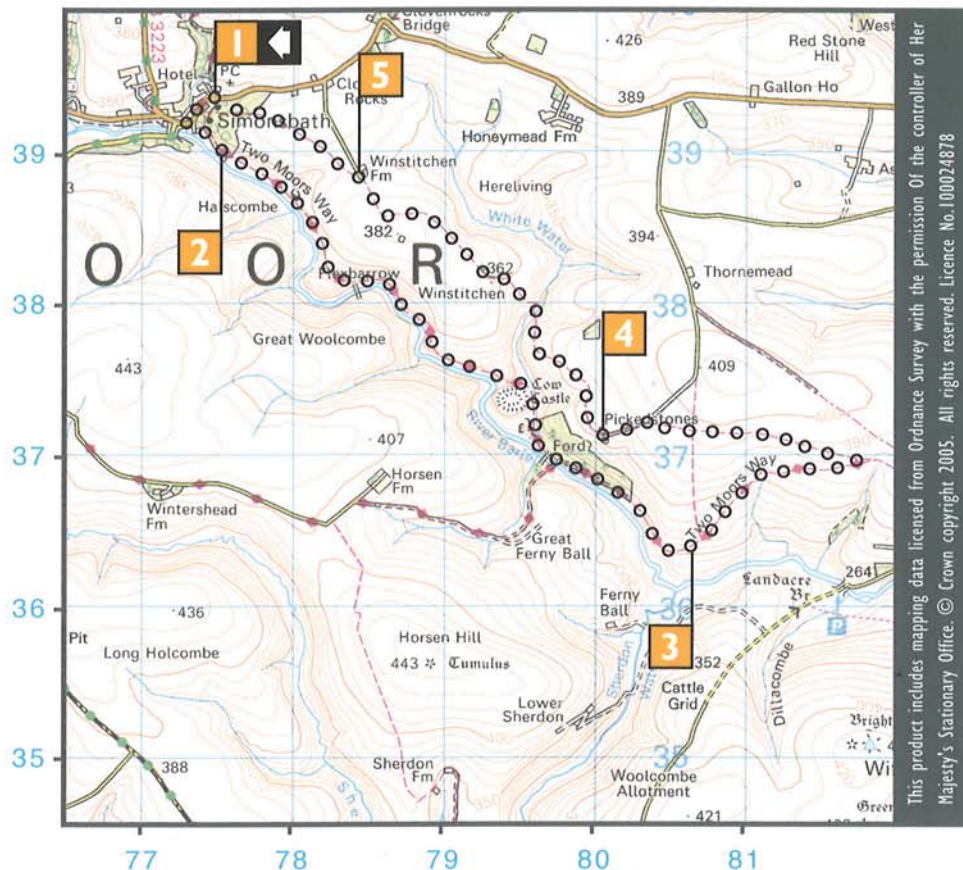 3223
426
Red Stone
Hill
Bridge
1
PC
Hotel
5
Rocks
Gallon Ho
389
Honeymead Fm
Simonsbath
39
39
Winstitchen
Fm
Two Moors Way
Hereliving
Halscombe
White Water
2
382
394
O O R
362
Winstitchen
Flexbarrow
Thornemead
38
38
4
Great Woolcombe
443
409
Cow
Castle
Pickedstones
407
River Barle
Ford
37
37
Horsen
Fm
Two Moors Way
Wintershead
Fm
Great
Ferny Ball
Landacre
Br
264
Ferny
Ball
36
36
P
436
Pit
Long Holcombe
Horsen Hill
443 Tumulus
3
352
Sherdon
Cattle
Grid
Dillacombe
Lower
Sherdon
35
35
388
Sherdon
Fm
Woolcombe
Allotment
421
77 78 79 80 81
This product includes mapping data licensed from Ordnance Survey with the permission Of the controller of Her
Majesty's Stationary Office. © Crown copyright 2005. All rights reserved. Licence No.100024878